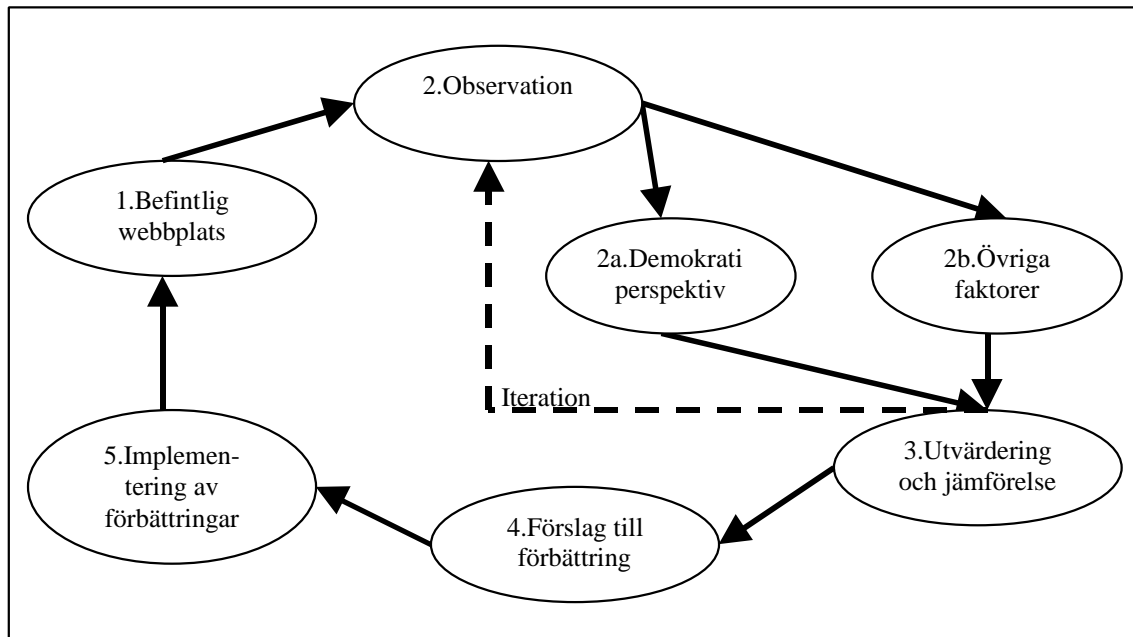 2.Observation
1.Befintlig
webbplats
2a.Demokrati
perspektiv
2b.Övriga
faktorer
Iteration
3.Utvärdering
och jämförelse
4.Förslag till
förbättring
5.Implemen-
tering av
förbättringar